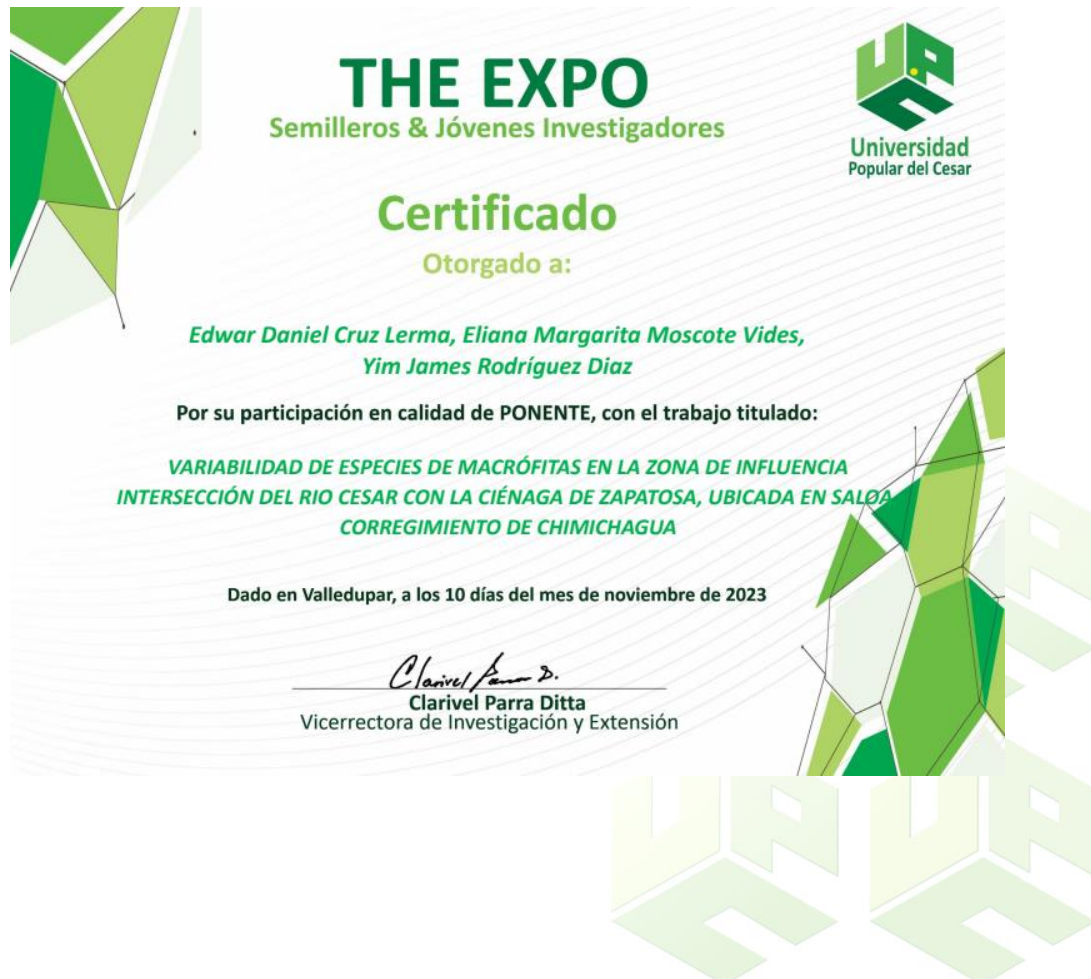 THE EXPO
Semilleros & Jóvenes Investigadores
UPC
Universidad
Popular del Cesar
Certificado
Otorgado a:
Edwar Daniel Cruz Lerma, Eliana Margarita Moscote Vides,
Yim James Rodríguez Diaz
Por su participación en calidad de PONENTE, con el trabajo titulado:
VARIABILIDAD DE ESPECIES DE MACRÓFITAS EN LA ZONA DE INFLUENCIA
INTERSECCIÓN DEL RIO CESAR CON LA CIÉNAGA DE ZAPATOSA, UBICADA EN SALOA
CORREGIMIENTO DE CHIMICHAGUA
Dado en Valledupar, a los 10 días del mes de noviembre de 2023
Clarivel Parra D.
Clarivel Parra Ditta
Vicerrectora de Investigación y Extensión